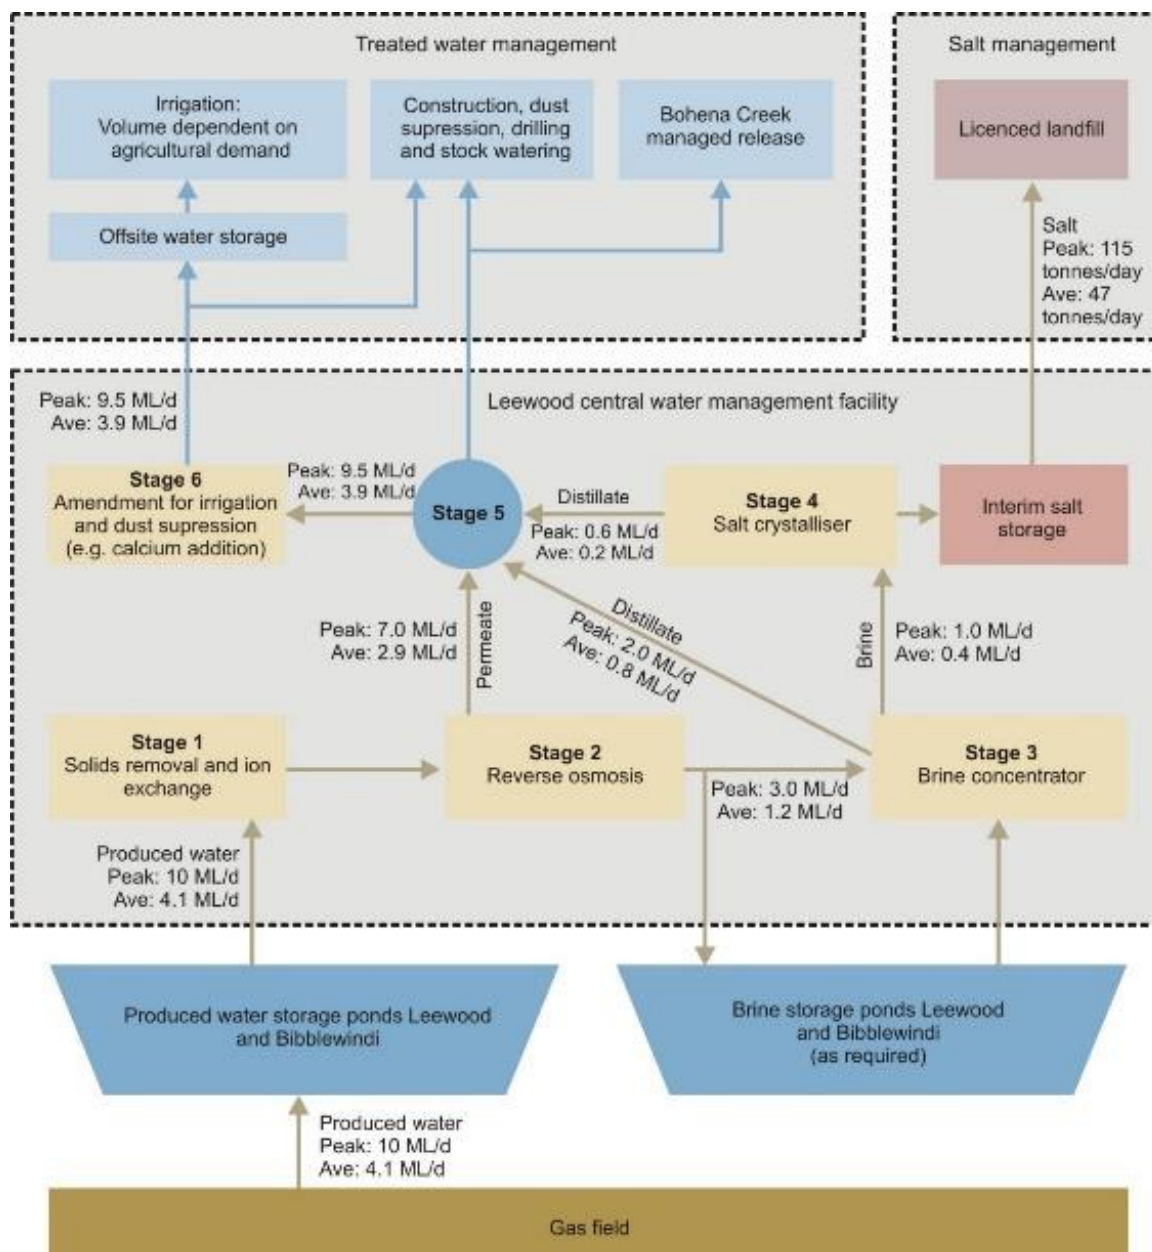 Treated water management
Salt management
Irrigation:
Volume dependent on
agricultural demand
Construction, dust
supression, drilling
and stock watering
Bohena Creek
managed release
Licenced landfill
Offsite water storage
Salt
Peak: 115
tonnes/day
Ave: 47
tonnes/day
Peak: 9.5 ML/d
Ave: 3.9 ML/d
Leewood central water management facility
Stage 6
Amendment for irrigation
and dust supression
(e.g. calcium addition)
Peak: 9.5 ML/d
Ave: 3.9 ML/d
Stage 5
Distillate
Peak: 0.6 ML/d
Ave: 0.2 ML/d
Stage 4
Salt crystalliser
Interim salt
storage
Peak: 7.0 ML/d
Ave: 2.9 ML/d
Permeate
Distillate
Peak: 2.0 ML/d
Ave: 0.8 ML/d
Brine
Peak: 1.0 ML/d
Ave: 0.4 ML/d
Stage 1
Solids removal and ion
exchange
Stage 2
Reverse osmosis
Peak: 3.0 ML/d
Ave: 1.2 ML/d
Stage 3
Brine concentrator
Produced water
Peak: 10 ML/d
Ave: 4.1 ML/d
Produced water storage ponds Leewood
and Bibblewindi
Brine storage ponds Leewood
and Bibblewindi
(as required)
Produced water
Peak: 10 ML/d
Ave: 4.1 ML/d
Gas field